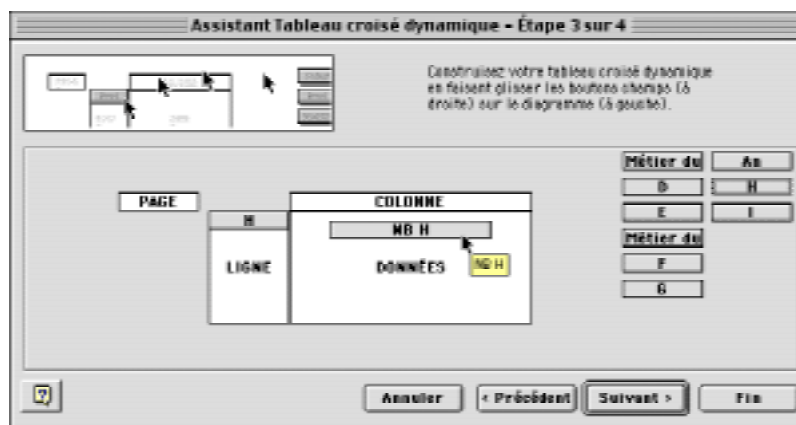 Assistant Tableau croisé dynamique - Étape 3 sur 4
Construisez votre tableau croisé dynamique
en faisant glisser les boutons champs (à
droite) sur le diagramme (à gauche).
Métier du
An
D
H
E
I
Métier du
F
G
PAGE
COLONNE
H
NB H
LIGNE
DONNÉES
NB H
?
Annuler
< Précédent
Suivant >
Fin